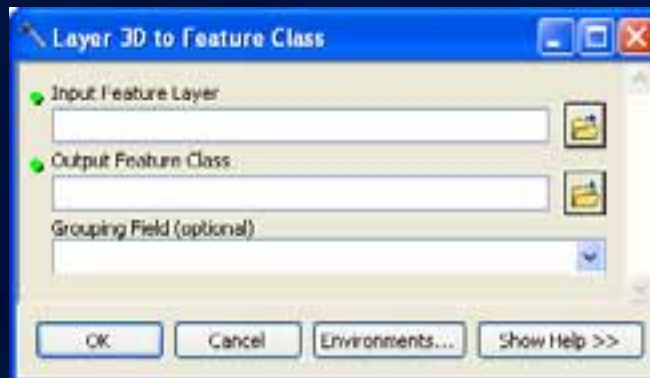 Layer 3D to Feature Class
Input Feature Layer
Output Feature Class
Grouping Field (optional)
OK Cancel Environments... Show Help >>